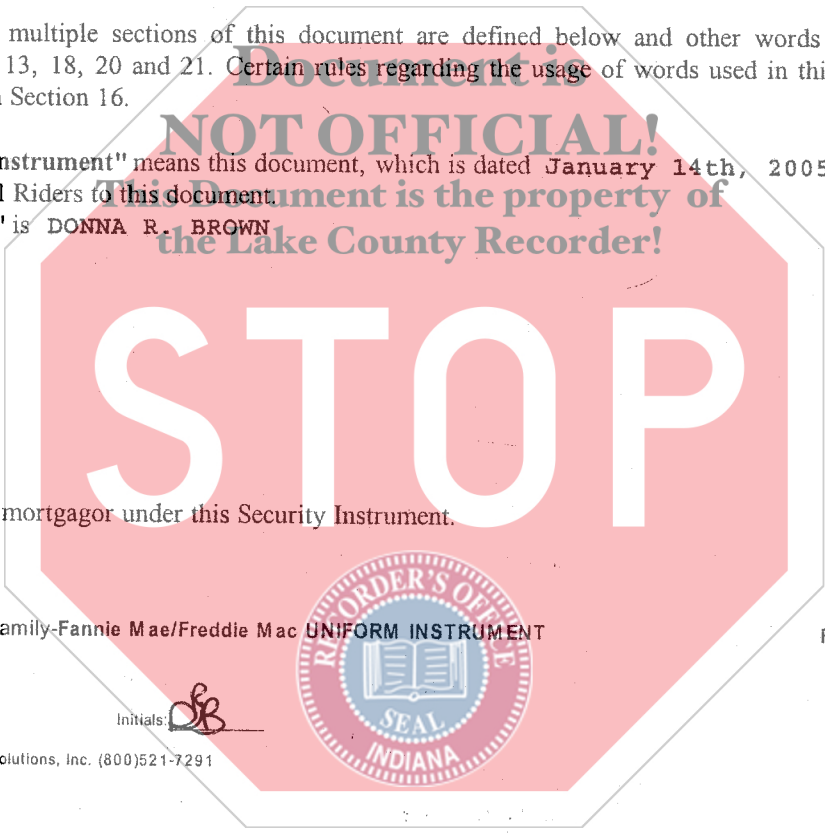 multiple sections of this document are defined below and other words
13, 18, 20 and 21. Certain rules regarding the usage of words used in thi
Section 16.
Document is
NOT OFFICIAL!
This Document is the property of
the Lake County Recorder!
nstrument" means this document, which is dated January 14th, 2005
Riders to this document.
" is DONNA R. BROWN
STOP
mortgagor under this Security Instrument.
amily-Fannie Mae/Freddie Mac UNIFORM INSTRUMENT
RECORDER'S OFFICE
SEAL
INDIANA
Initials: DRB
olutions, Inc. (800)521-7291